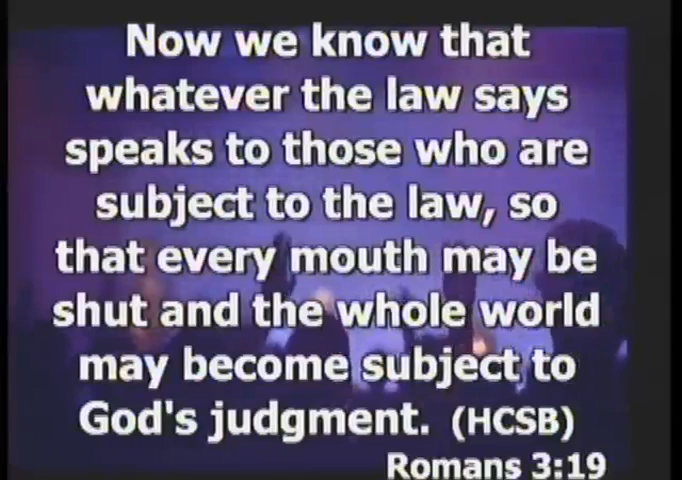 Now we know that
whatever the law says
speaks to those who are
subject to the law, so
that every mouth may be
shut and the whole world
may become subject to
God's judgment. (HCSB)
Romans 3:19